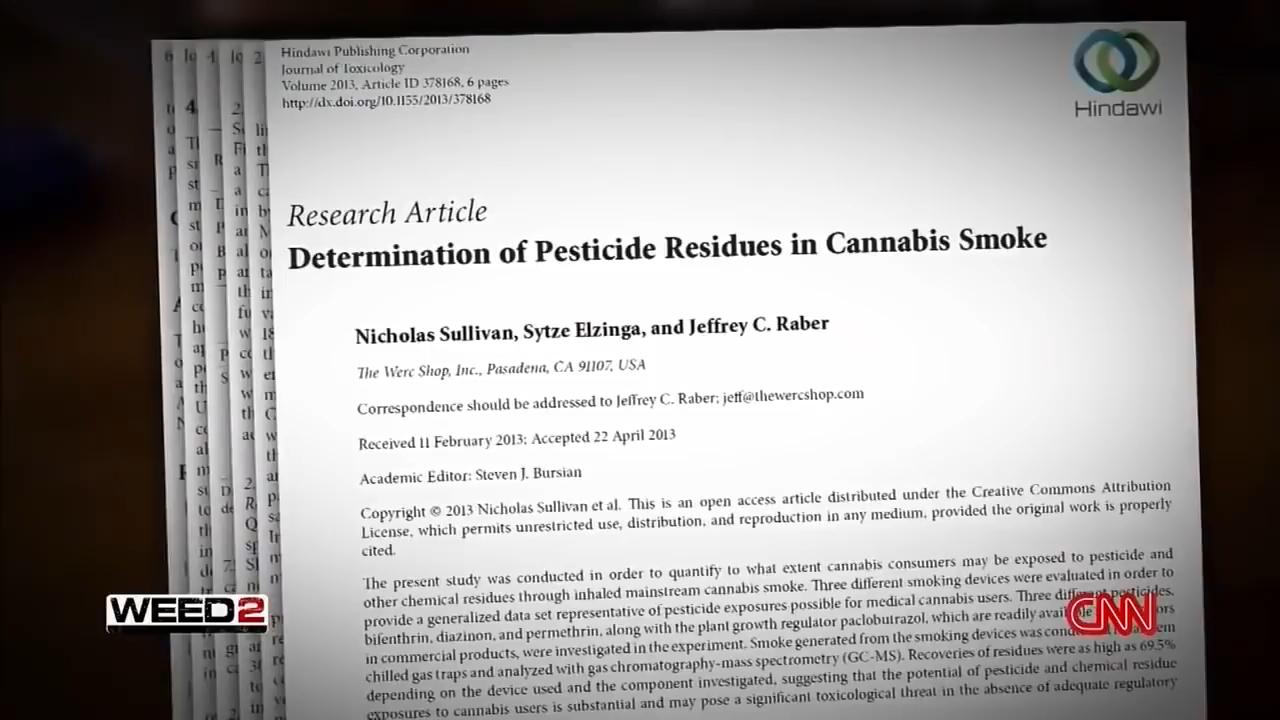 Hindawi Publishing Corporation
Journal of Toxicology
Volume 2013, Article ID 378168, 6 pages
http://dx.doi.org/10.1155/2013/378168
Hindawi
Research Article
Determination of Pesticide Residues in Cannabis Smoke
Nicholas Sullivan, Sytze Elzinga, and Jeffrey C. Raber
The Werc Shop, Inc., Pasadena, CA 91107, USA
Correspondence should be addressed to Jeffrey C. Raber; jeff@thewercshop.com
Received 11 February 2013; Accepted 22 April 2013
Academic Editor: Steven J. Bursian
Copyright © 2013 Nicholas Sullivan et al. This is an open access article distributed under the Creative Commons Attribution
License, which permits unrestricted use, distribution, and reproduction in any medium, provided the original work is properly
cited.
The present study was conducted in order to quantify to what extent cannabis consumers may be exposed to pesticide and
other chemical residues through inhaled mainstream cannabis smoke. Three different smoking devices were evaluated in order to
provide a generalized data set representative of pesticide exposures possible for medical cannabis users. Three different pesticides,
bifenthrin, diazinon, and permethrin, along with the plant growth regulator paclobutrazol, which are readily
in commercial products, were investigated in the experiment. Smoke generated from the smoking devices was
chilled gas traps and analyzed with gas chromatography-mass spectrometry (GC-MS). Recoveries of residues were as high as 69.5%
depending on the device used and the component investigated, suggesting that the potential of pesticide and chemical residue
exposures to cannabis users is substantial and may pose a significant toxicological threat in the absence of adequate regulatory
WEED 2
CNN